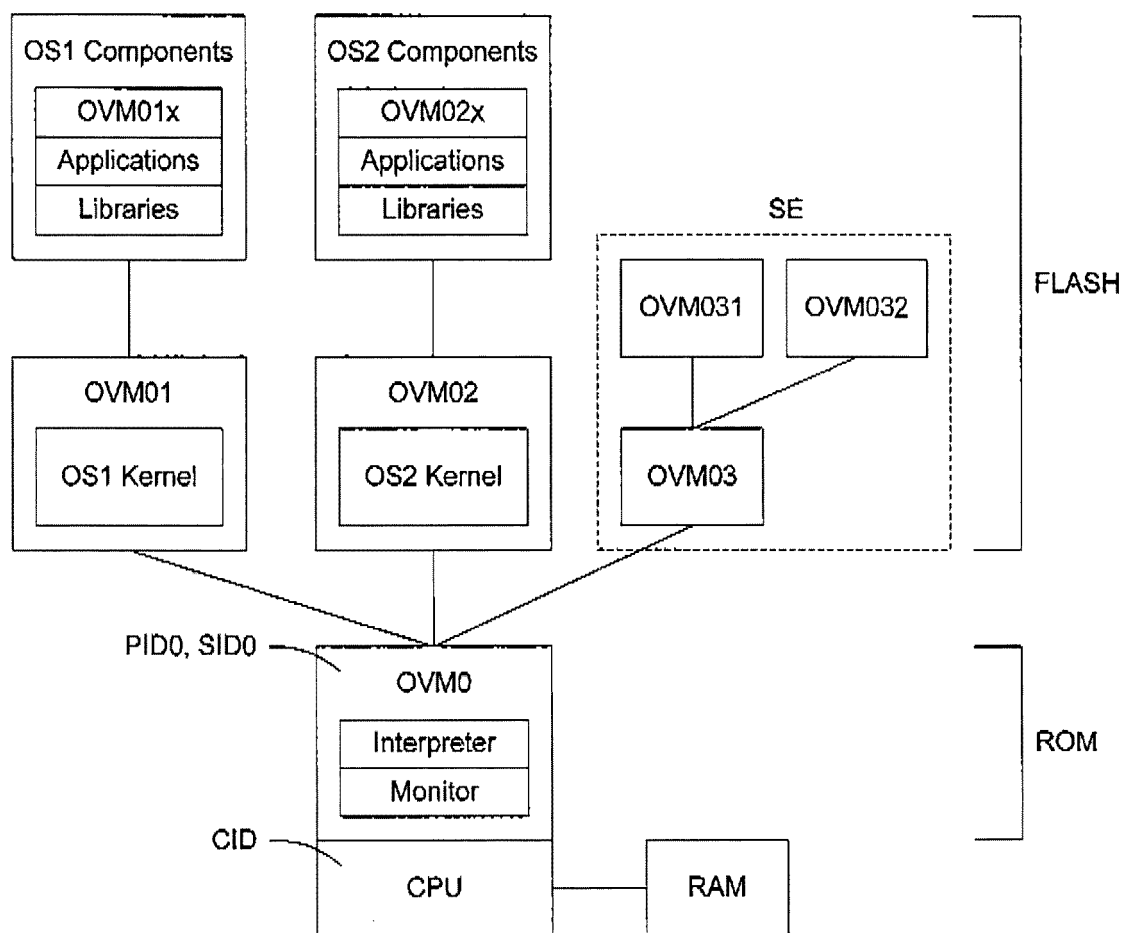 OS1 Components
OVM01x
Applications
Libraries
OS2 Components
OVM02x
Applications
Libraries
SE
OVM031
OVM032
FLASH
OVM01
OS1 Kernel
OVM02
OS2 Kernel
OVM03
PID0, SID0
OVM0
Interpreter
Monitor
ROM
CID
CPU
RAM